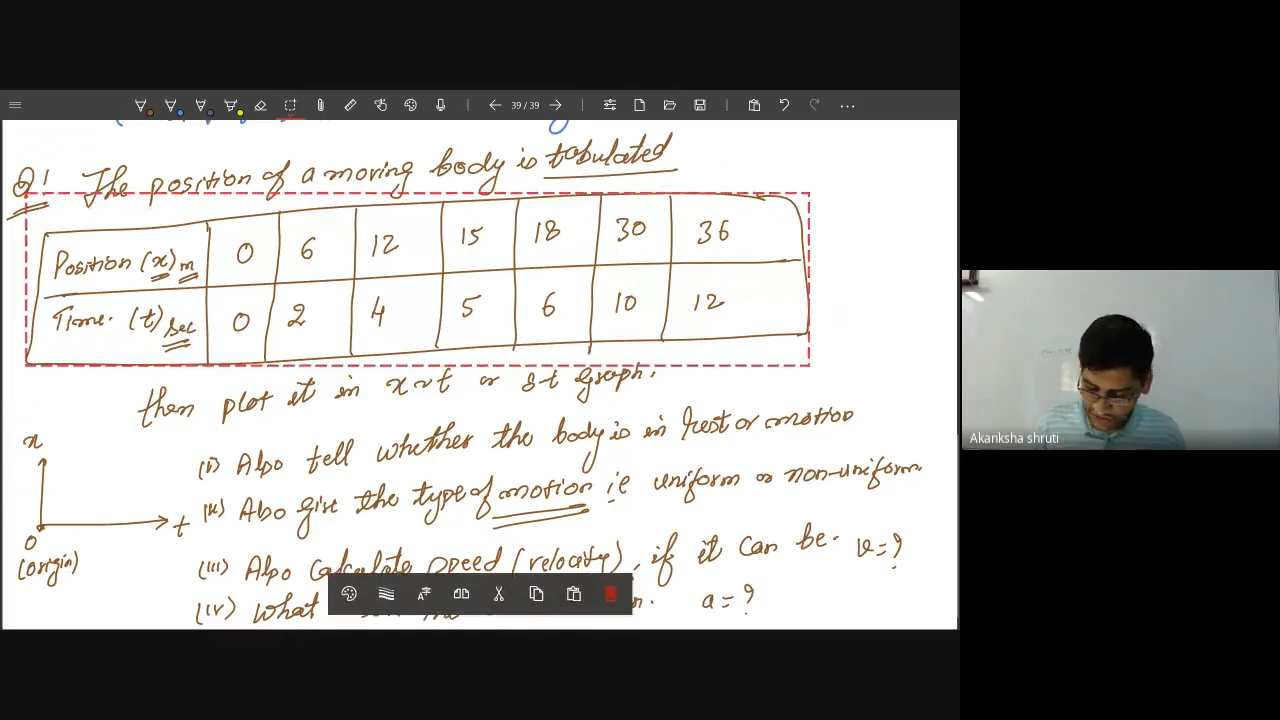 39/39
Q1 The position of a moving body is tabulated
Position (x) m 0 6 12 15 18 30 36
Time. (t) sec 0 2 4 5 6 10 12
then plot it in x~t or s-t graph.
x
(i) Also tell whether the body is in rest or motion
(ii) Also give the type of motion ie uniform or non-uniform.
t
O
(origin)
(iii) Also calculate speed (velocity), if it can be. v=?
(iv) What a=?
Akanksha shruti